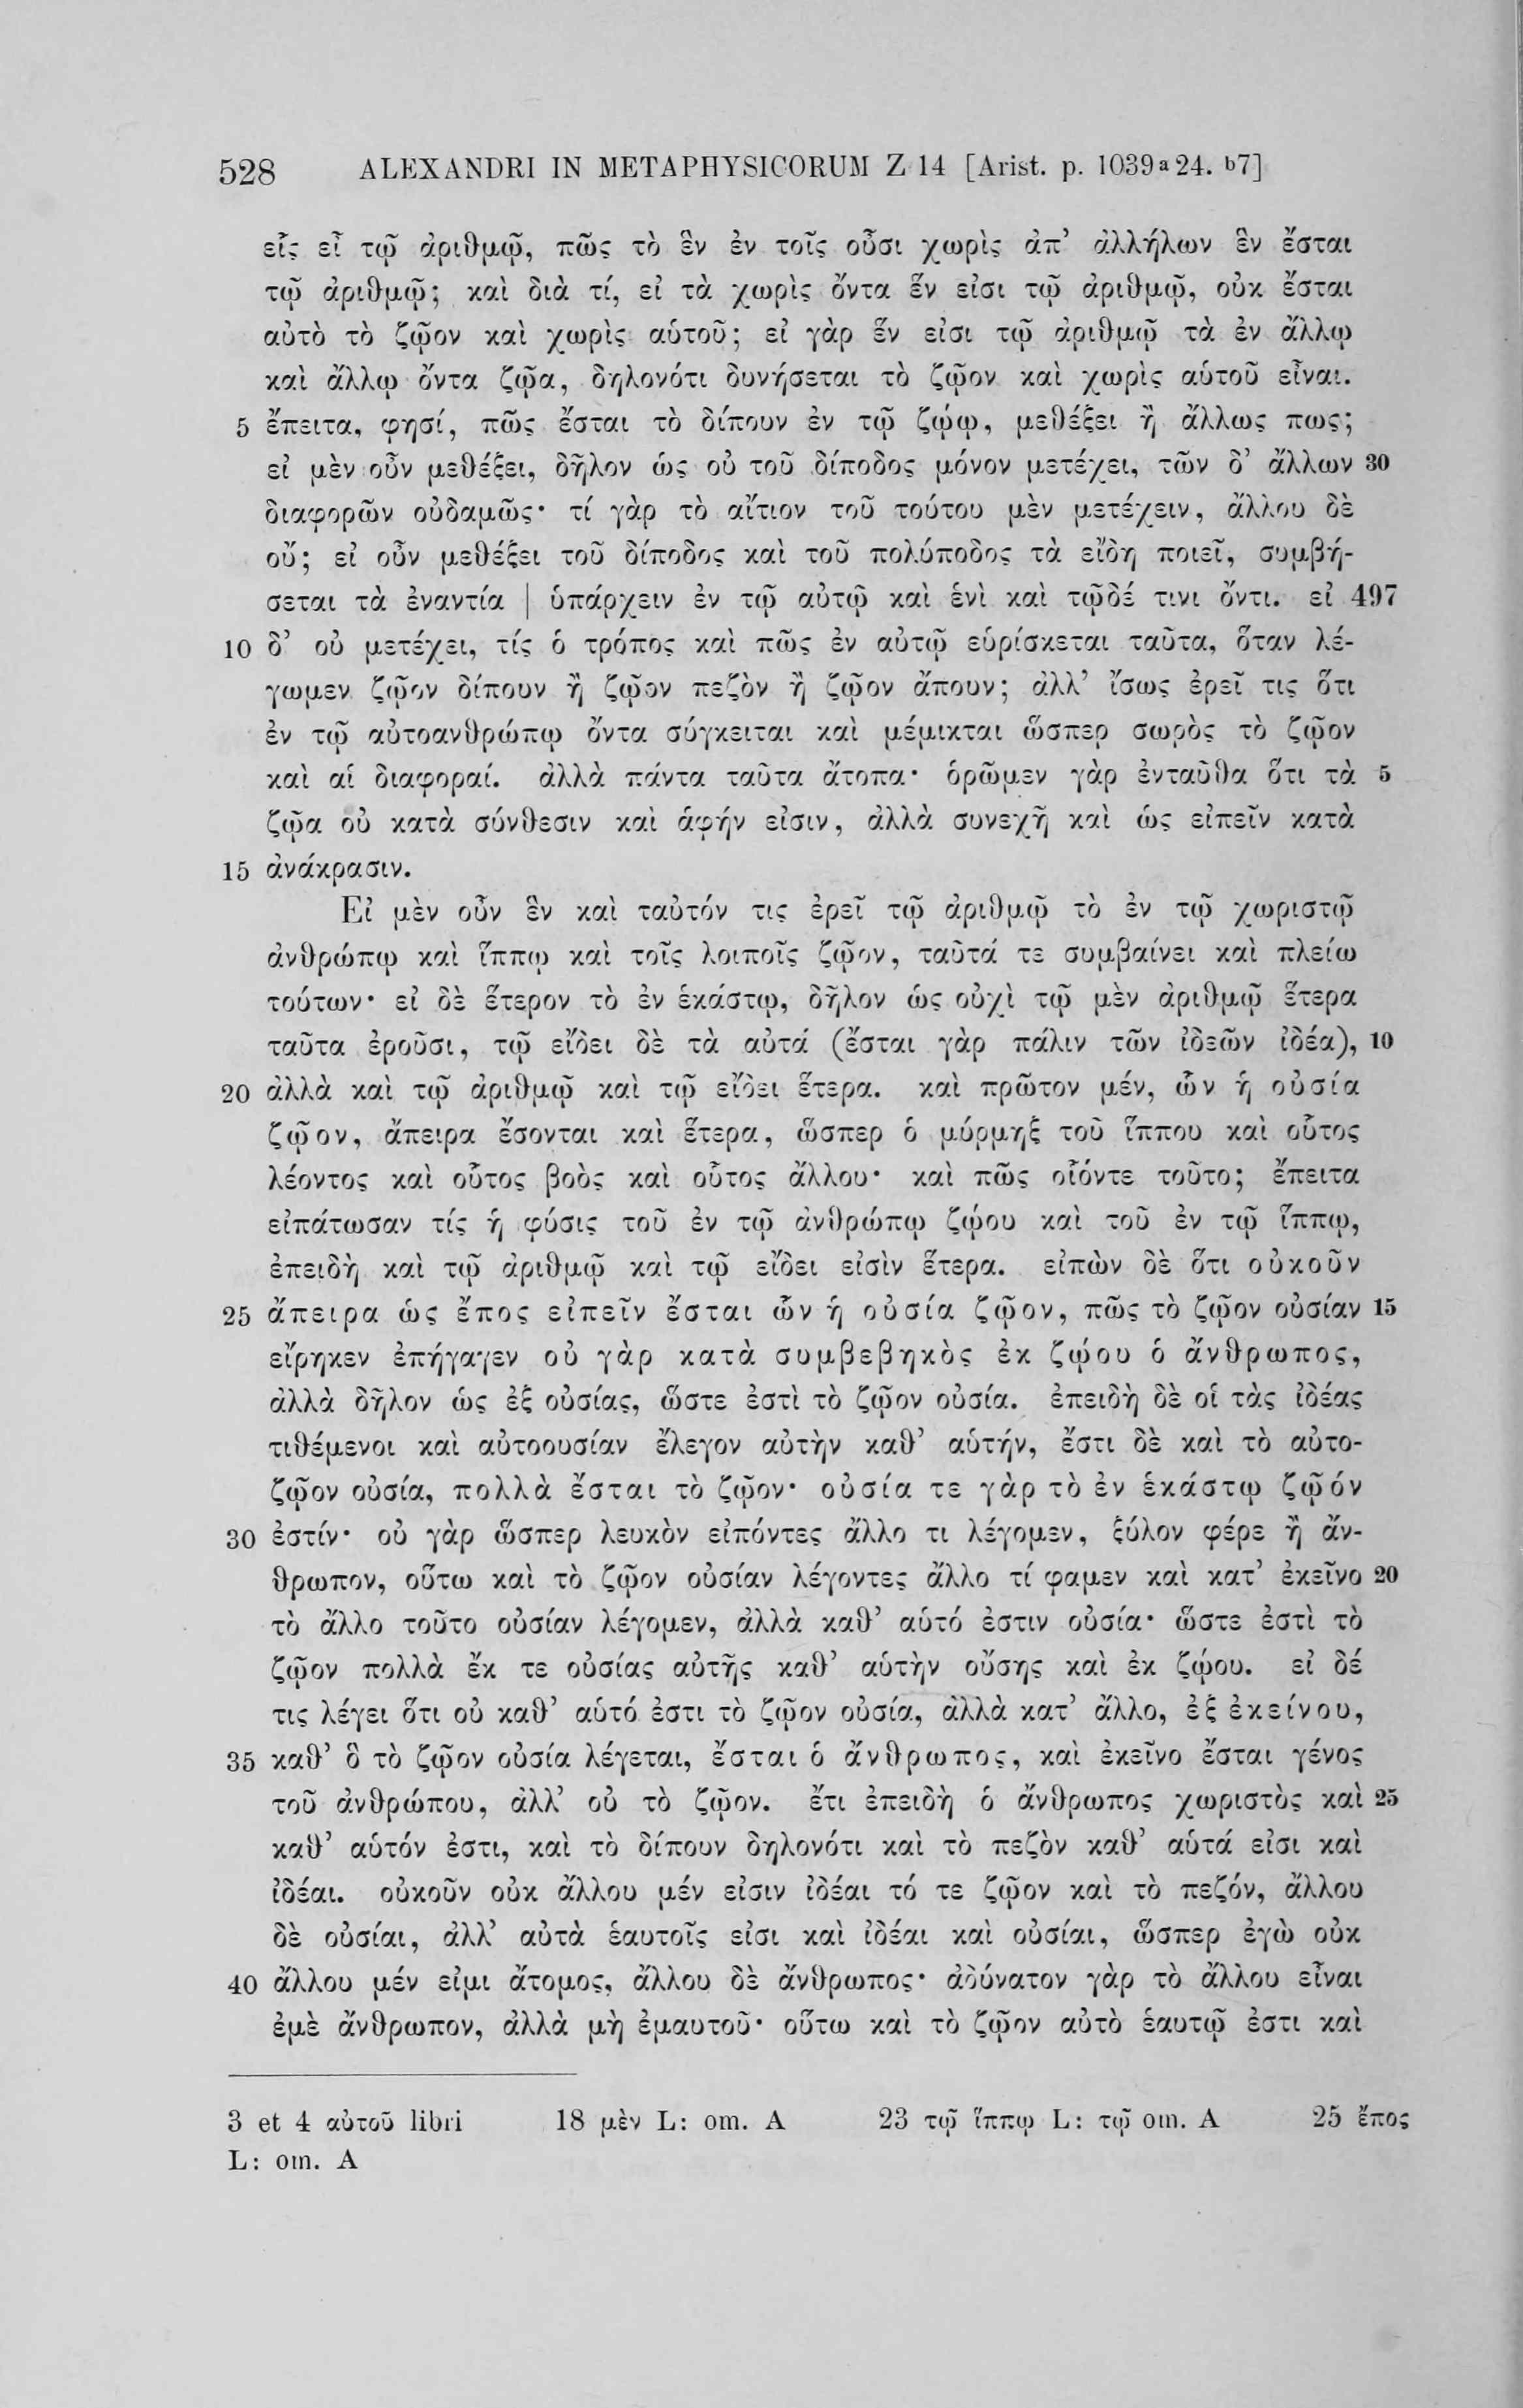 528 ALEXANDRI IN METAPHYSICORUM Z 14 [Arist. p. 1039ª24. ᵇ7]
εἷς εἶ τῷ ἀριθμῷ, πῶς τὸ ἓν ἐν τοῖς οὖσι χωρὶς ἀπ’ ἀλλήλων ἓν ἔσται
τῷ ἀριθμῷ; καὶ διὰ τί, εἰ τὰ χωρὶς ὄντα ἕν εἰσι τῷ ἀριθμῷ, οὐκ ἔσται
αὐτὸ τὸ ζῷον καὶ χωρὶς αὑτοῦ; εἰ γὰρ ἕν εἰσι τῷ ἀριθμῷ τὰ ἐν ἄλλῳ
καὶ ἄλλῳ ὄντα ζῷα, δηλονότι δυνήσεται τὸ ζῷον καὶ χωρὶς αὑτοῦ εἶναι.
5 ἔπειτα, φησί, πῶς ἔσται τὸ δίπουν ἐν τῷ ζῴῳ, μεθέξει ἢ ἄλλως πως;
εἰ μὲν οὖν μεθέξει, δῆλον ὡς οὐ τοῦ δίποδος μόνον μετέχει, τῶν δ’ ἄλλων 30
διαφορῶν οὐδαμῶς· τί γὰρ τὸ αἴτιον τοῦ τούτου μὲν μετέχειν, ἄλλου δὲ
οὔ; εἰ οὖν μεθέξει τοῦ δίποδος καὶ τοῦ πολύποδος τὰ εἴδη ποιεῖ, συμβή-
σεται τὰ ἐναντία | ὑπάρχειν ἐν τῷ αὐτῷ καὶ ἑνὶ καὶ τῷδέ τινι ὄντι. εἰ 497
10 δ’ οὐ μετέχει, τίς ὁ τρόπος καὶ πῶς ἐν αὐτῷ εὑρίσκεται ταῦτα, ὅταν λέ-
γωμεν ζῷον δίπουν ἢ ζῷον πεζὸν ἢ ζῷον ἄπουν; ἀλλ’ ἴσως ἐρεῖ τις ὅτι
ἐν τῷ αὐτοανθρώπῳ ὄντα σύγκειται καὶ μέμικται ὥσπερ σωρὸς τὸ ζῷον
καὶ αἱ διαφοραί. ἀλλὰ πάντα ταῦτα ἄτοπα· ὁρῶμεν γὰρ ἐνταῦθα ὅτι τὰ 5
ζῷα οὐ κατὰ σύνθεσιν καὶ ἁφήν εἰσιν, ἀλλὰ συνεχῆ καὶ ὡς εἰπεῖν κατὰ
15 ἀνάκρασιν.
Εἰ μὲν οὖν ἓν καὶ ταὐτόν τις ἐρεῖ τῷ ἀριθμῷ τὸ ἐν τῷ χωριστῷ
ἀνθρώπῳ καὶ ἵππῳ καὶ τοῖς λοιποῖς ζῷον, ταῦτά τε συμβαίνει καὶ πλείω
τούτων· εἰ δὲ ἕτερον τὸ ἐν ἑκάστῳ, δῆλον ὡς οὐχὶ τῷ μὲν ἀριθμῷ ἕτερα
ταῦτα ἐροῦσι, τῷ εἴδει δὲ τὰ αὐτά (ἔσται γὰρ πάλιν τῶν ἰδεῶν ἰδέα), 10
20 ἀλλὰ καὶ τῷ ἀριθμῷ καὶ τῷ εἴδει ἕτερα. καὶ πρῶτον μέν, ὧν ἡ οὐσία
ζῷον, ἄπειρα ἔσονται καὶ ἕτερα, ὥσπερ ὁ μύρμηξ τοῦ ἵππου καὶ οὗτος
λέοντος καὶ οὗτος βοὸς καὶ οὗτος ἄλλου· καὶ πῶς οἷόντε τοῦτο; ἔπειτα
εἰπάτωσαν τίς ἡ φύσις τοῦ ἐν τῷ ἀνθρώπῳ ζῴου καὶ τοῦ ἐν τῷ ἵππῳ,
ἐπειδὴ καὶ τῷ ἀριθμῷ καὶ τῷ εἴδει εἰσὶν ἕτερα. εἰπὼν δὲ ὅτι οὐκοῦν
25 ἄπειρα ὡς ἔπος εἰπεῖν ἔσται ὧν ἡ οὐσία ζῷον, πῶς τὸ ζῷον οὐσίαν 15
εἴρηκεν ἐπήγαγεν οὐ γὰρ κατὰ συμβεβηκὸς ἐκ ζῴου ὁ ἄνθρωπος,
ἀλλὰ δῆλον ὡς ἐξ οὐσίας, ὥστε ἐστὶ τὸ ζῷον οὐσία. ἐπειδὴ δὲ οἱ τὰς ἰδέας
τιθέμενοι καὶ αὐτοουσίαν ἔλεγον αὐτὴν καθ’ αὑτήν, ἔστι δὲ καὶ τὸ αὐτο-
ζῷον οὐσία, πολλὰ ἔσται τὸ ζῷον· οὐσία τε γὰρ τὸ ἐν ἑκάστῳ ζῷόν
30 ἐστίν· οὐ γὰρ ὥσπερ λευκὸν εἰπόντες ἄλλο τι λέγομεν, ξύλον φέρε ἢ ἄν-
θρωπον, οὕτω καὶ τὸ ζῷον οὐσίαν λέγοντες ἄλλο τί φαμεν καὶ κατ’ ἐκεῖνο 20
τὸ ἄλλο τοῦτο οὐσίαν λέγομεν, ἀλλὰ καθ’ αὑτό ἐστιν οὐσία· ὥστε ἐστὶ τὸ
ζῷον πολλὰ ἔκ τε οὐσίας αὐτῆς καθ’ αὑτὴν οὔσης καὶ ἐκ ζῴου. εἰ δέ
τις λέγει ὅτι οὐ καθ’ αὑτό ἐστι τὸ ζῷον οὐσία, ἀλλὰ κατ’ ἄλλο, ἐξ ἐκείνου,
35 καθ’ ὃ τὸ ζῷον οὐσία λέγεται, ἔσται ὁ ἄνθρωπος, καὶ ἐκεῖνο ἔσται γένος
τοῦ ἀνθρώπου, ἀλλ’ οὐ τὸ ζῷον. ἔτι ἐπειδὴ ὁ ἄνθρωπος χωριστὸς καὶ 25
καθ’ αὑτόν ἐστι, καὶ τὸ δίπουν δηλονότι καὶ τὸ πεζὸν καθ’ αὑτά εἰσι καὶ
ἰδέαι. οὐκοῦν οὐκ ἄλλου μέν εἰσιν ἰδέαι τό τε ζῷον καὶ τὸ πεζόν, ἄλλου
δὲ οὐσίαι, ἀλλ’ αὐτὰ ἑαυτοῖς εἰσι καὶ ἰδέαι καὶ οὐσίαι, ὥσπερ ἐγὼ οὐκ
40 ἄλλου μέν εἰμι ἄτομος, ἄλλου δὲ ἄνθρωπος· ἀδύνατον γὰρ τὸ ἄλλου εἶναι
ἐμὲ ἄνθρωπον, ἀλλὰ μὴ ἐμαυτοῦ· οὕτω καὶ τὸ ζῷον αὐτὸ ἑαυτῷ ἐστι καὶ
3 et 4 αὐτοῦ libri 18 μὲν L: om. A 23 τῷ ἵππῳ L: τῷ om. A 25 ἔπος
L: om. A